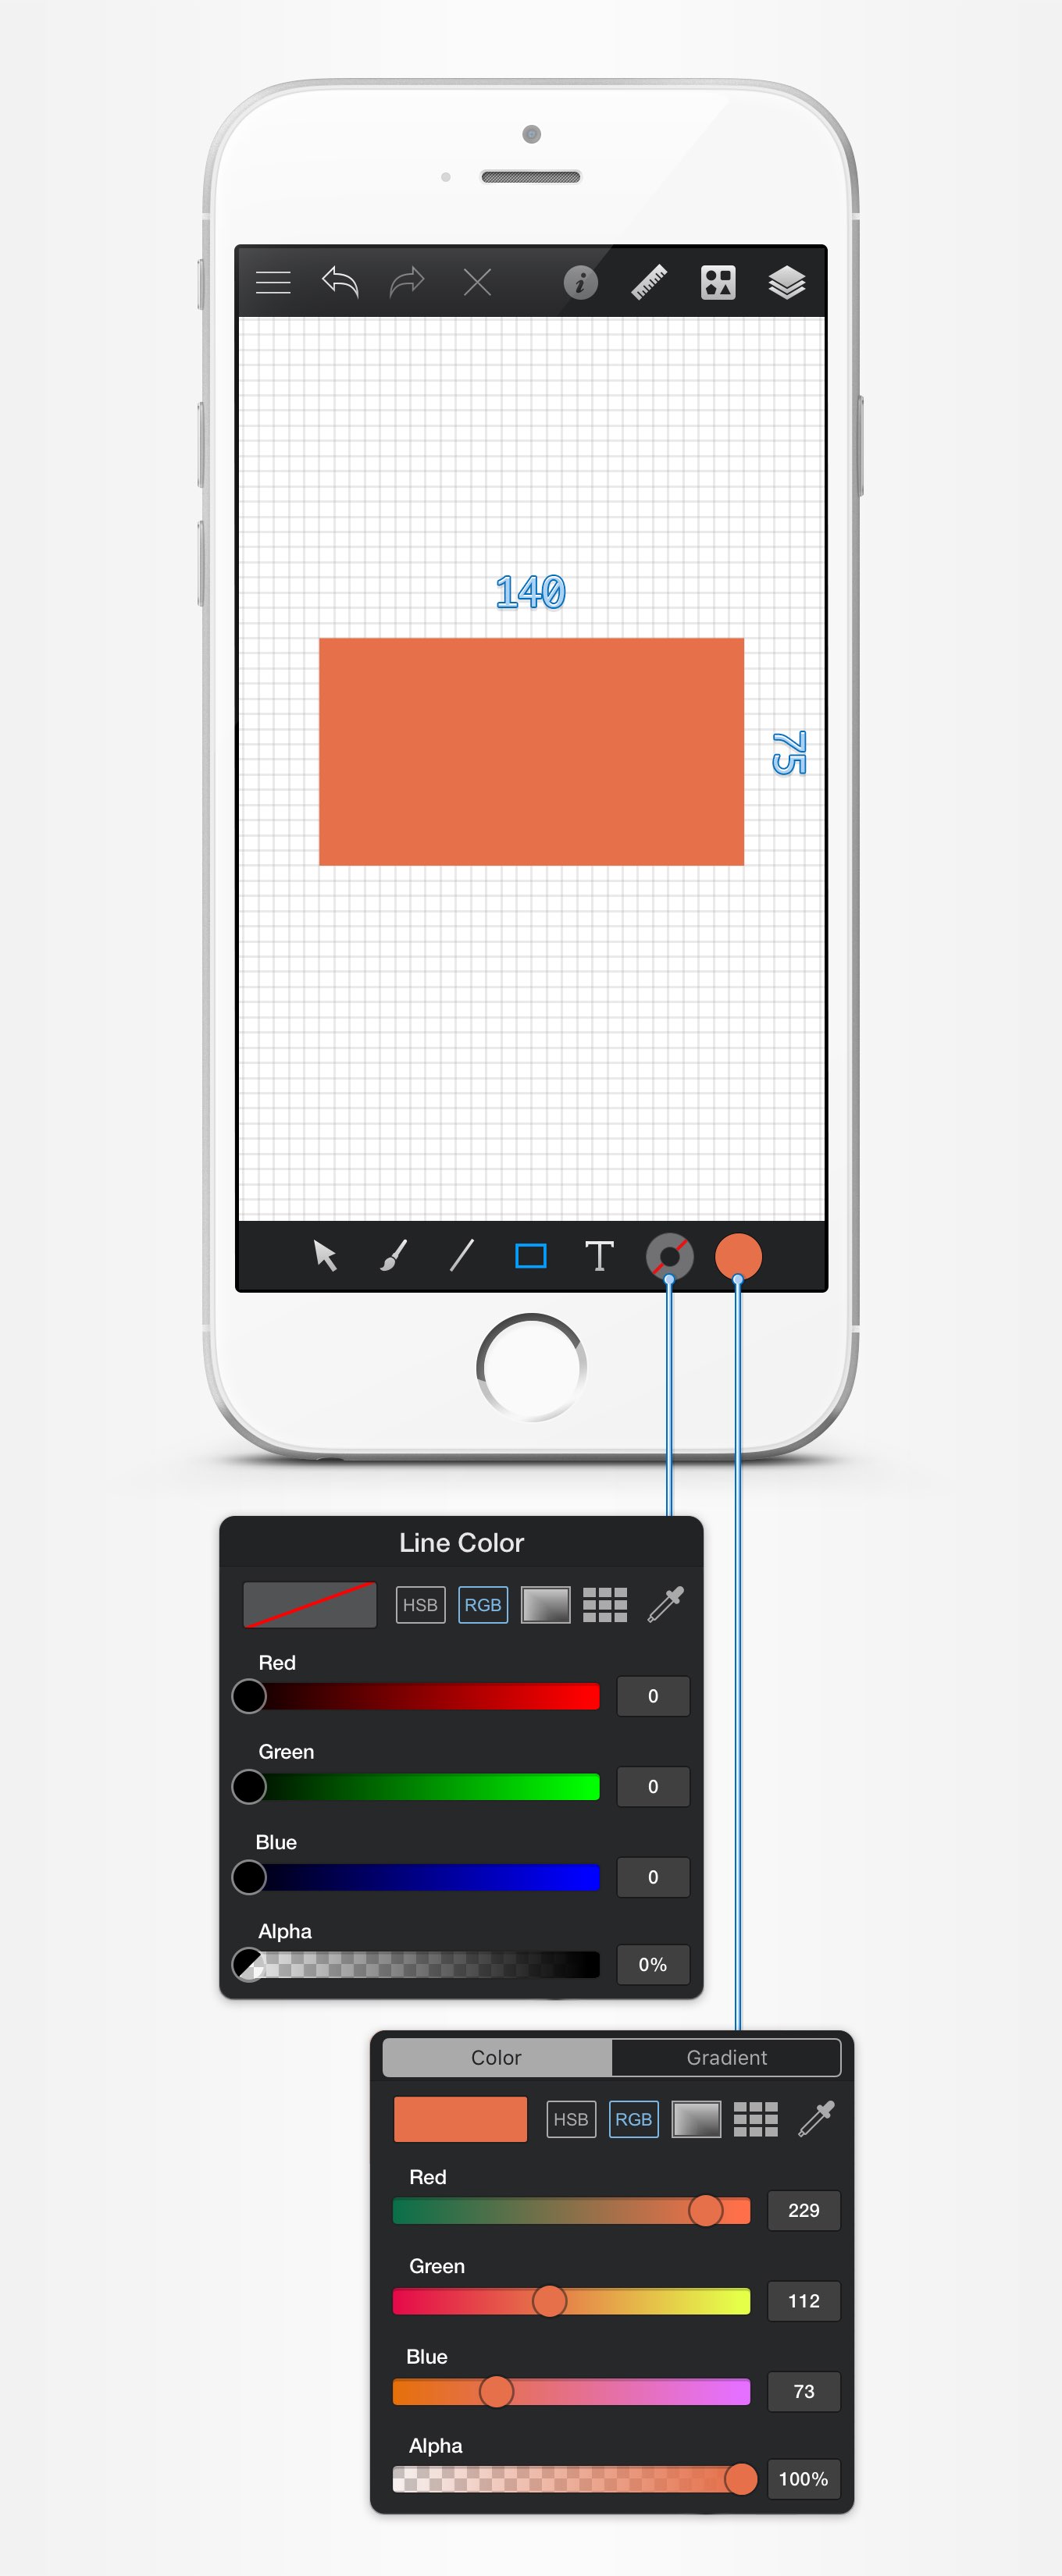 i
140
75
T
Line Color
HSB RGB
Red
0
Green
0
Blue
0
Alpha
0%
Color Gradient
HSB RGB
Red
229
Green
112
Blue
73
Alpha
100%